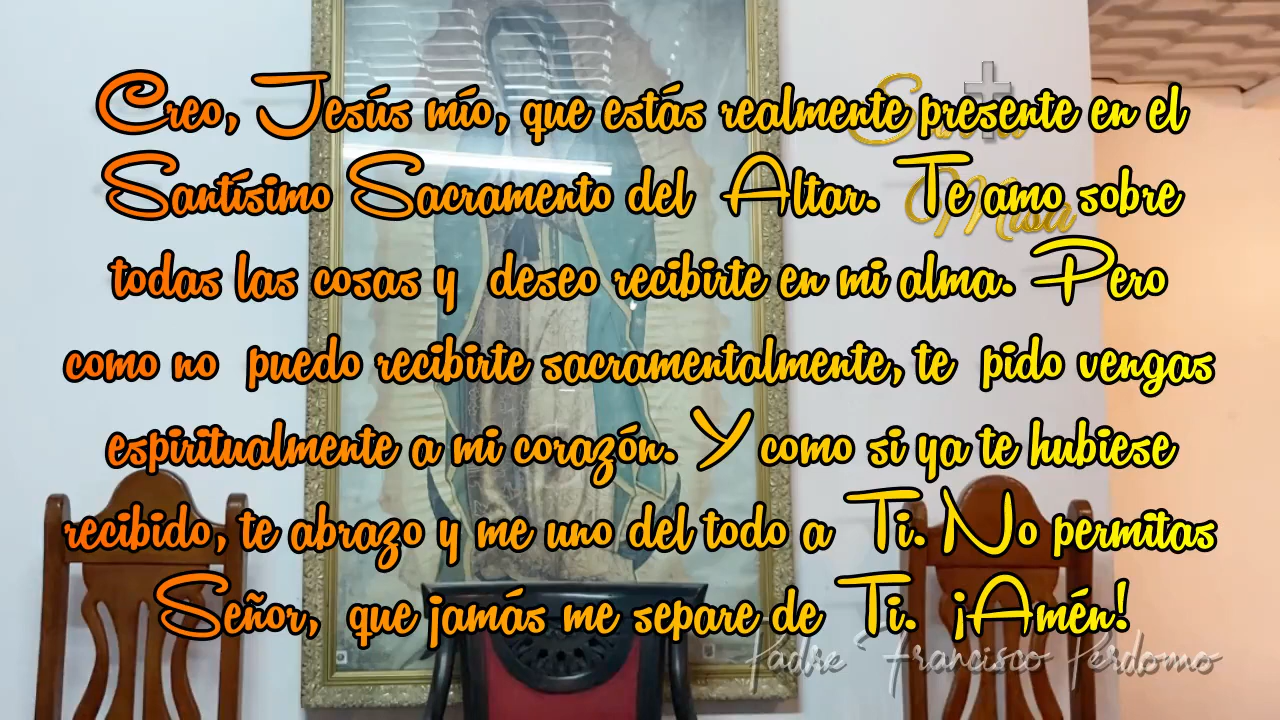 Creo, Jesús mío, que estás realmente presente en el
Santísimo Sacramento del Altar. Te amo sobre
todas las cosas y deseo recibirte en mi alma. Pero
como no puedo recibirte sacramentalmente, te pido vengas
espiritualmente a mi corazón. Y como si ya te hubiese
recibido, te abrazo y me uno del todo a Ti. No permitas
Señor, que jamás me separe de Ti. ¡Amén!
Santa
Misa
Padre Francisco Perdomo